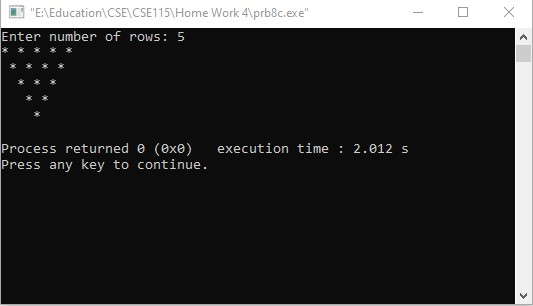 "E:\Education\CSE\CSE115\Home Work 4\prb8c.exe"
Enter number of rows: 5
* * * * *
 * * * *
  * * *
   * *
    *
Process returned 0 (0x0)   execution time : 2.012 s
Press any key to continue.